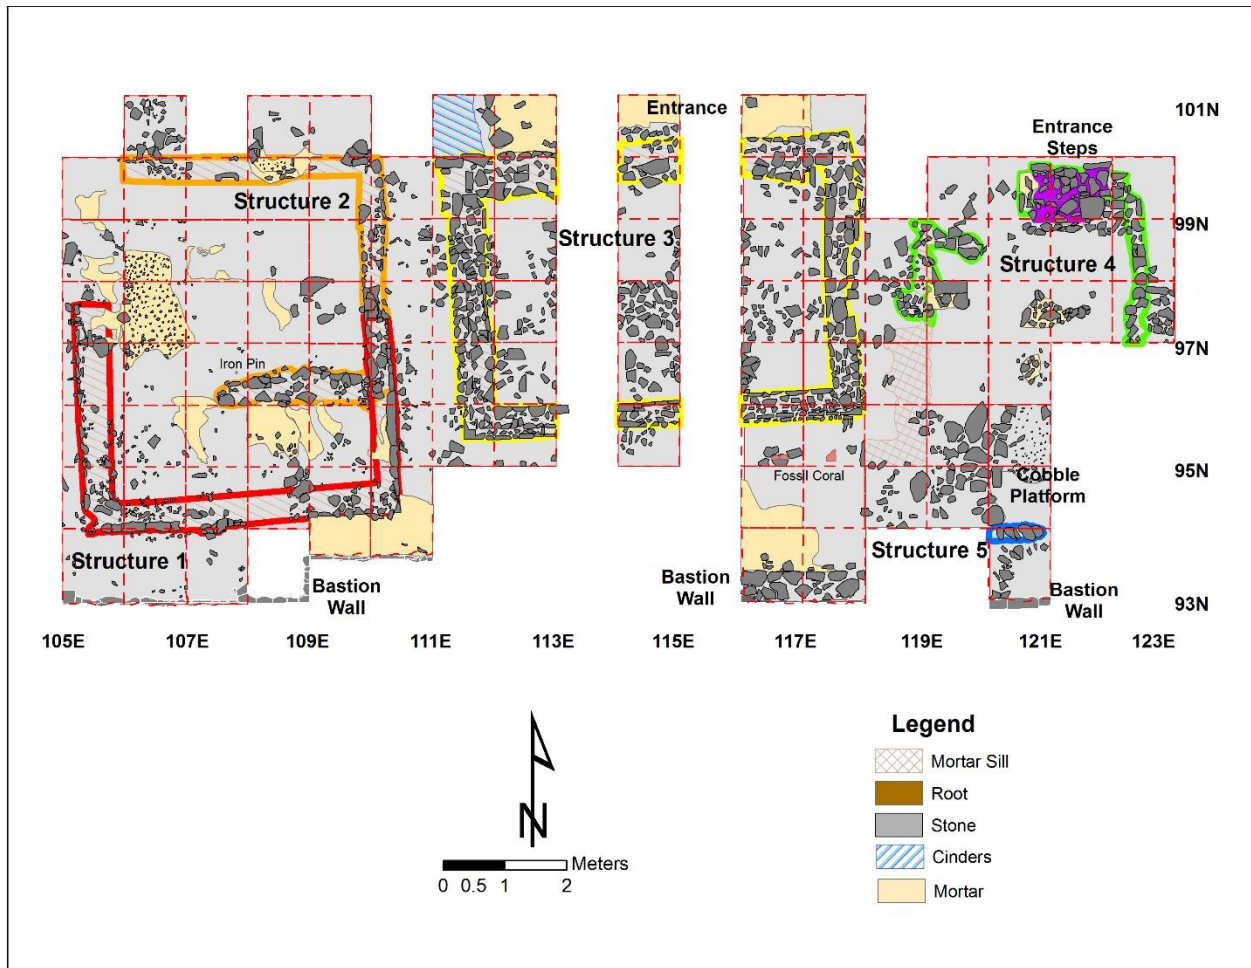 101N
Entrance
Entrance
Steps
Structure 2
99N
Structure 3
Structure 4
97N
Iron Pin
95N
Fossil Coral
Cobble
Platform
Structure 1
Structure 5
Bastion
Wall
Bastion
Wall
Bastion
Wall
93N
105E 107E 109E 111E 113E 115E 117E 119E 121E 123E
Legend
Mortar Sill
Root
Stone
Cinders
Mortar
N
Meters
0 0.5 1 2